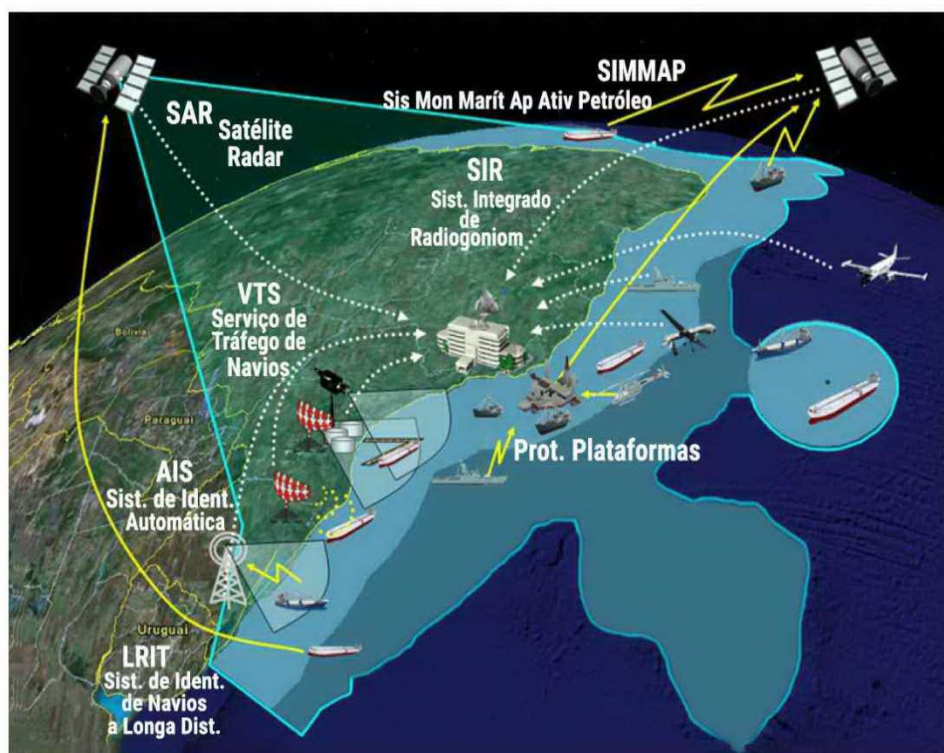 SIMMAP
Sis Mon Marít Ap Ativ Petróleo
SAR
Satélite
Radar
SIR
Sist. Integrado
de
Radiogoniom
VTS
Serviço de
Tráfego de
Navios
Bolívia
Paraguai
Prot. Plataformas
AIS
Sist. de Ident.
Automática
Uruguai
LRIT
Sist. de Ident.
de Navios
a Longa Dist.